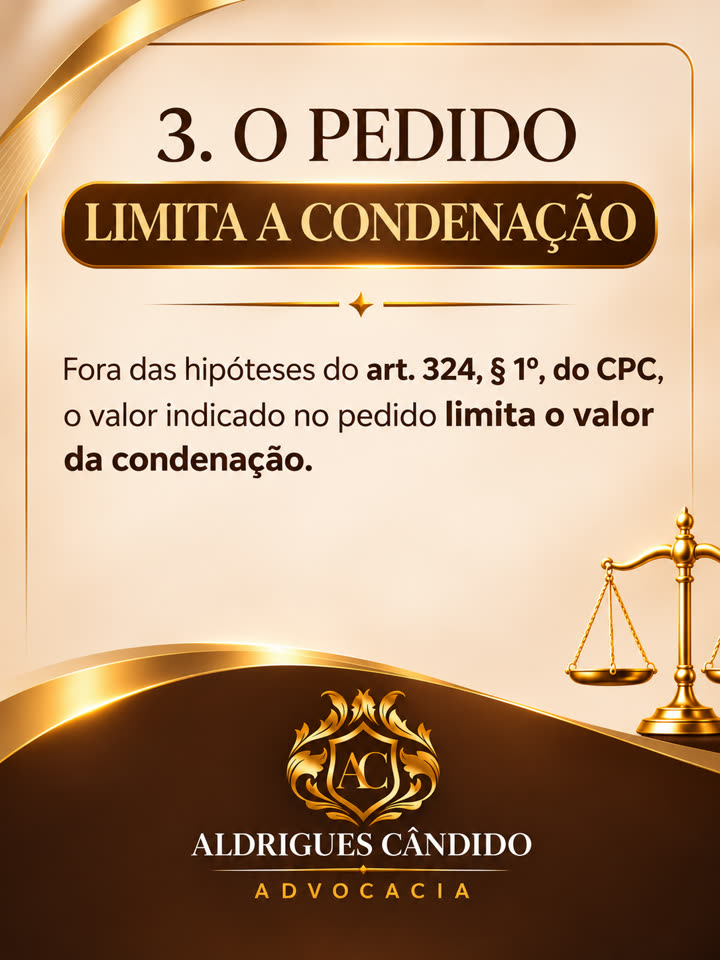 3. O PEDIDO
LIMITA A CONDENAÇÃO
Fora das hipóteses do art. 324, § 1º, do CPC,
o valor indicado no pedido limita o valor
da condenação.
AC
ALDRIGUES CÂNDIDO
ADVOCACIA